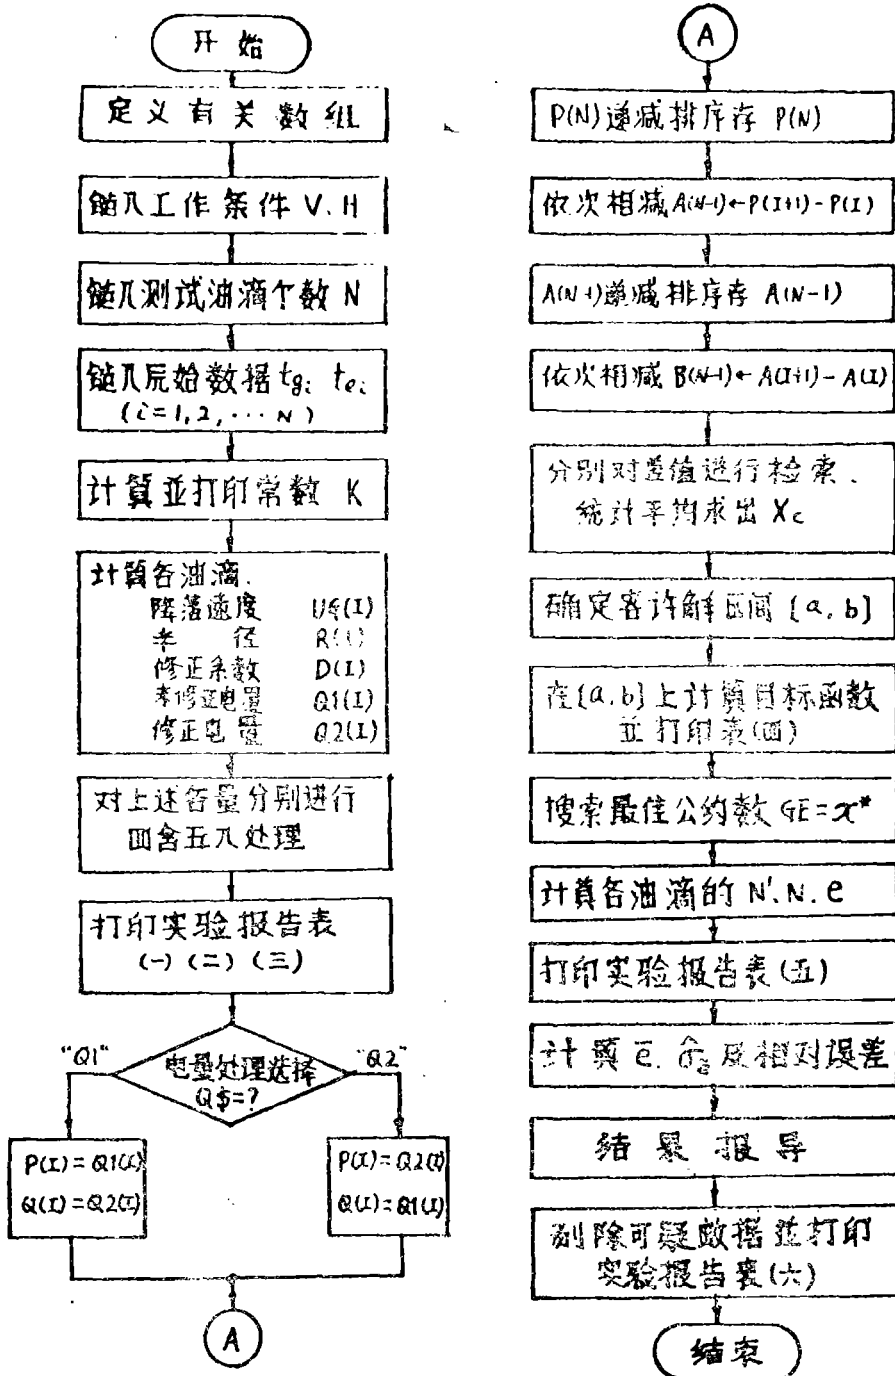 开始
定义有关数组
键入工作条件 V.H
键入测试油滴个数 N
键入原始数据 tgᵢ teᵢ
(i=1,2,…N)
计算並打印常数 K
计算各油滴.
降落速度 Ug(I)
半径 R(I)
修正系数 D(I)
未修正电量 Q1(I)
修正电量 Q2(I)
对上述各量分别进行
四舍五入处理
打印实验报告表
(一)(二)(三)
"Q1"
电量处理选择
"Q2"
Q$=?
P(I)=Q1(I)
Q(I)=Q2(I)
P(I)=Q2(I)
Q(I)=Q1(I)
A
A
P(N)递减排序存 P(N)
依次相减 A(N-1)←P(I+1)-P(I)
A(N-1)递减排序存 A(N-1)
依次相减 B(N-1)←A(I+1)-A(I)
分别对差值进行检索.
统计平均求出 Xc
确定容许解区间 [a,b]
在[a,b]上计算目标函数
並打印表(四)
搜索最佳公约数 GE=x*
计算各油滴的 N'.N.e
打印实验报告表(五)
计算 ē. σ̂ē 及相对误差
结果报导
剔除可疑数据並打印
实验报告表(六)
结束